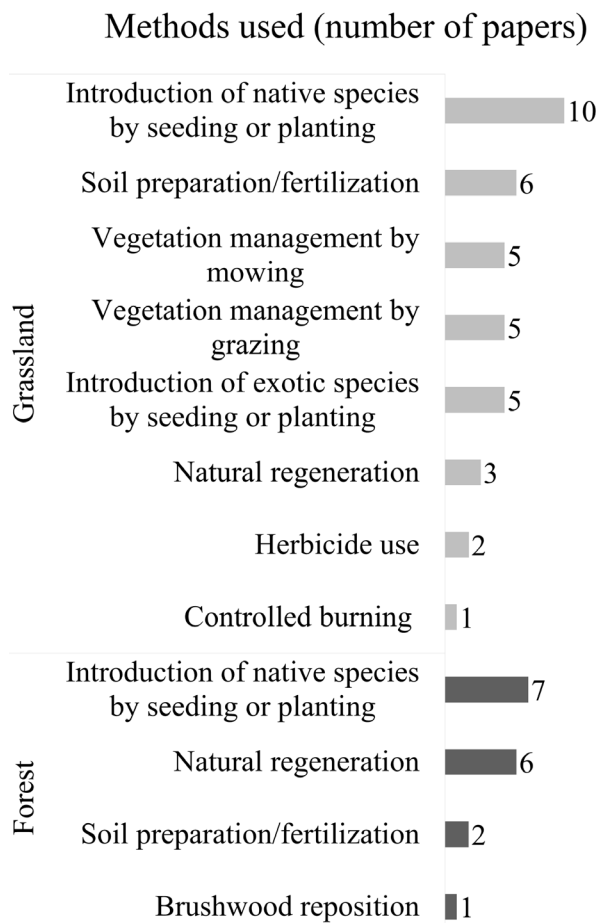 Methods used (number of papers)
Grassland
Introduction of native species
by seeding or planting
10
Soil preparation/fertilization
6
Vegetation management by
mowing
5
Vegetation management by
grazing
5
Introduction of exotic species
by seeding or planting
5
Natural regeneration
3
Herbicide use
2
Controlled burning
1
Forest
Introduction of native species
by seeding or planting
7
Natural regeneration
6
Soil preparation/fertilization
2
Brushwood reposition
1